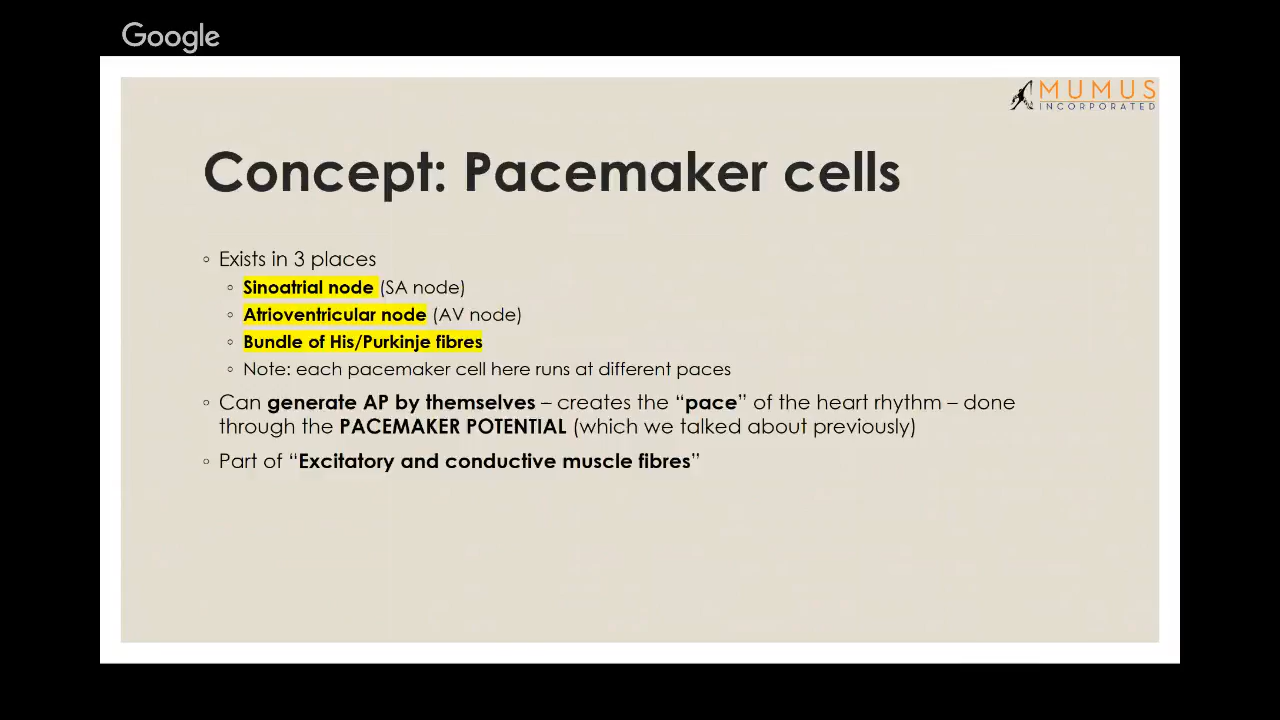 Google
MUMUS
INCORPORATED
Concept: Pacemaker cells
◦ Exists in 3 places
◦ Sinoatrial node (SA node)
◦ Atrioventricular node (AV node)
◦ Bundle of His/Purkinje fibres
◦ Note: each pacemaker cell here runs at different paces
◦ Can generate AP by themselves – creates the “pace” of the heart rhythm – done
through the PACEMAKER POTENTIAL (which we talked about previously)
◦ Part of “Excitatory and conductive muscle fibres”